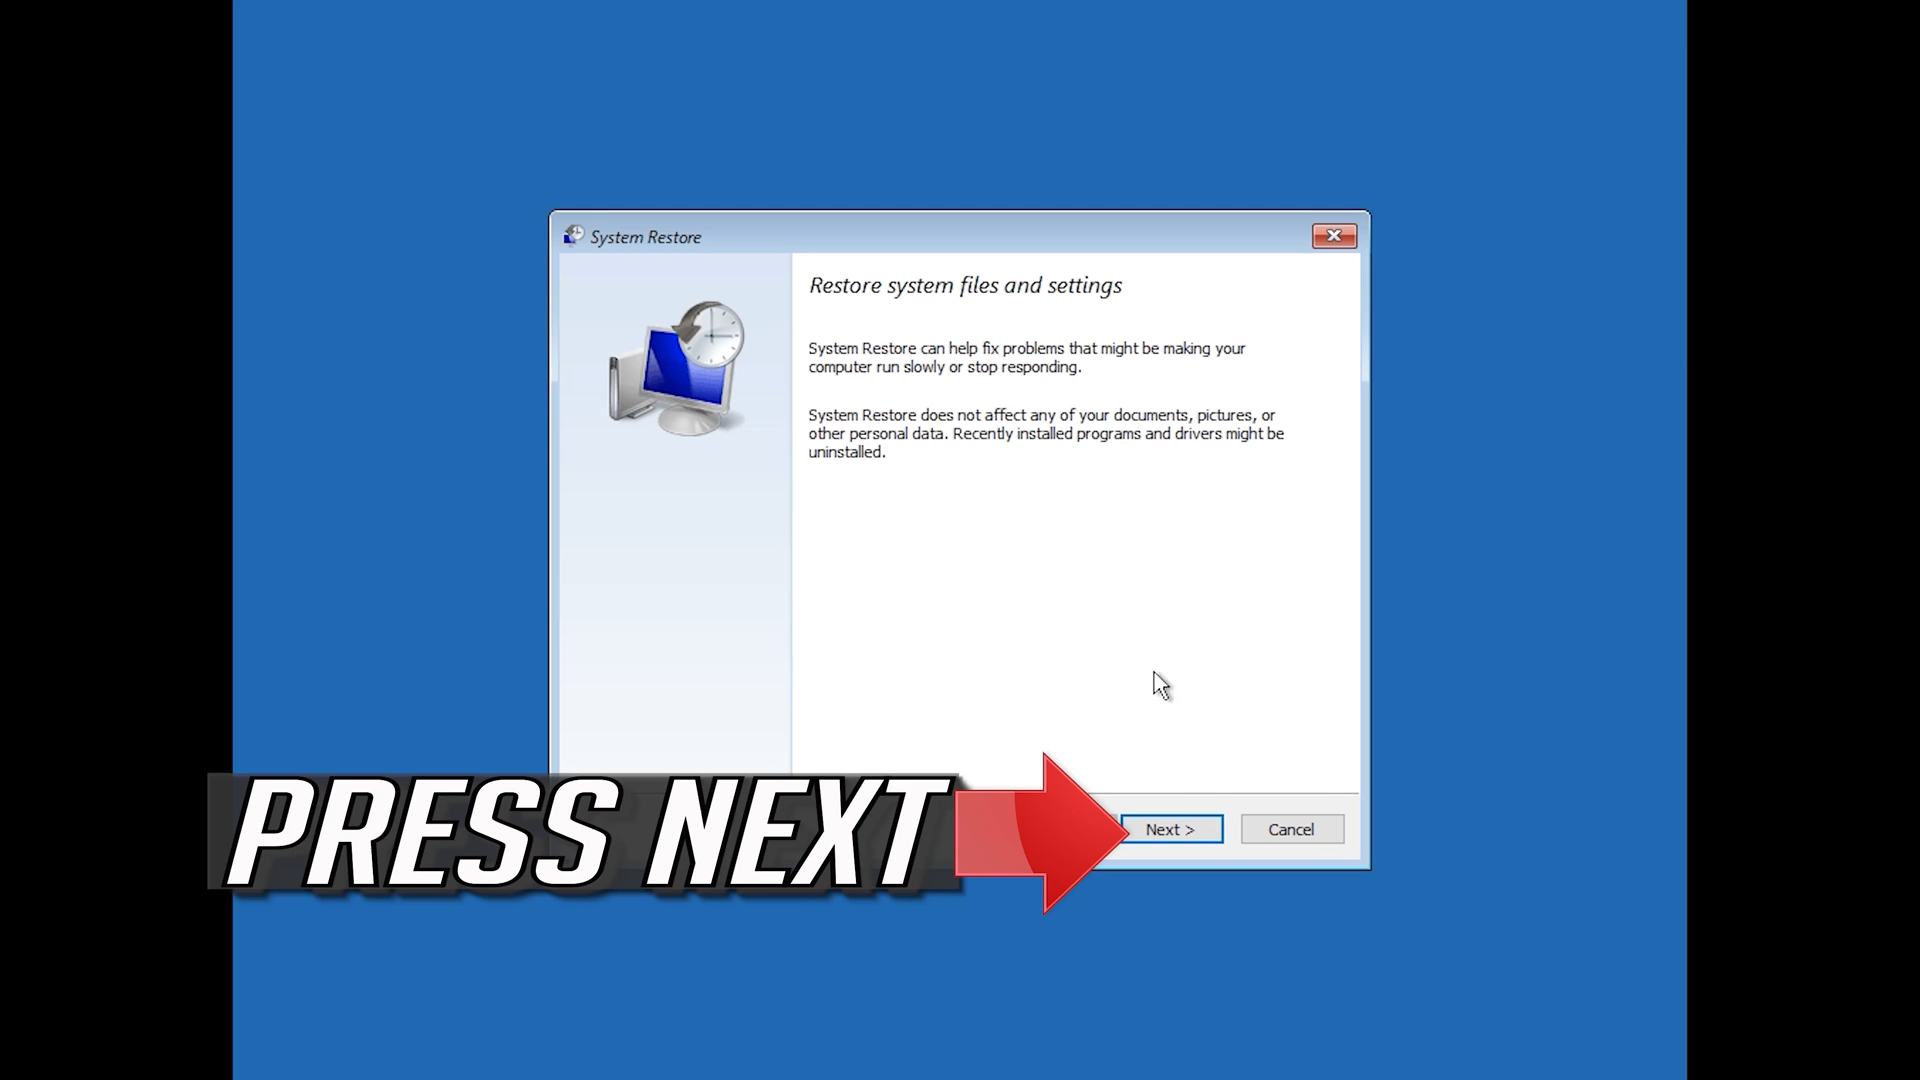 System Restore
Restore system files and settings
System Restore can help fix problems that might be making your
computer run slowly or stop responding.
System Restore does not affect any of your documents, pictures, or
other personal data. Recently installed programs and drivers might be
uninstalled.
PRESS NEXT
Next >
Cancel